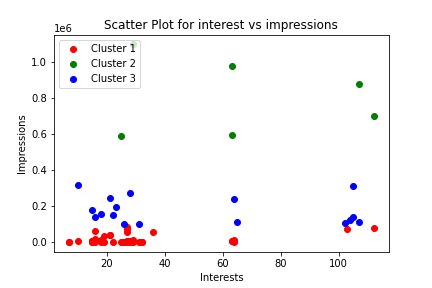 Scatter Plot for interest vs impressions
1e6
Cluster 1
Cluster 2
Cluster 3
1.0
0.8
0.6
0.4
0.2
0.0
Impressions
20 40 60 80 100
Interests